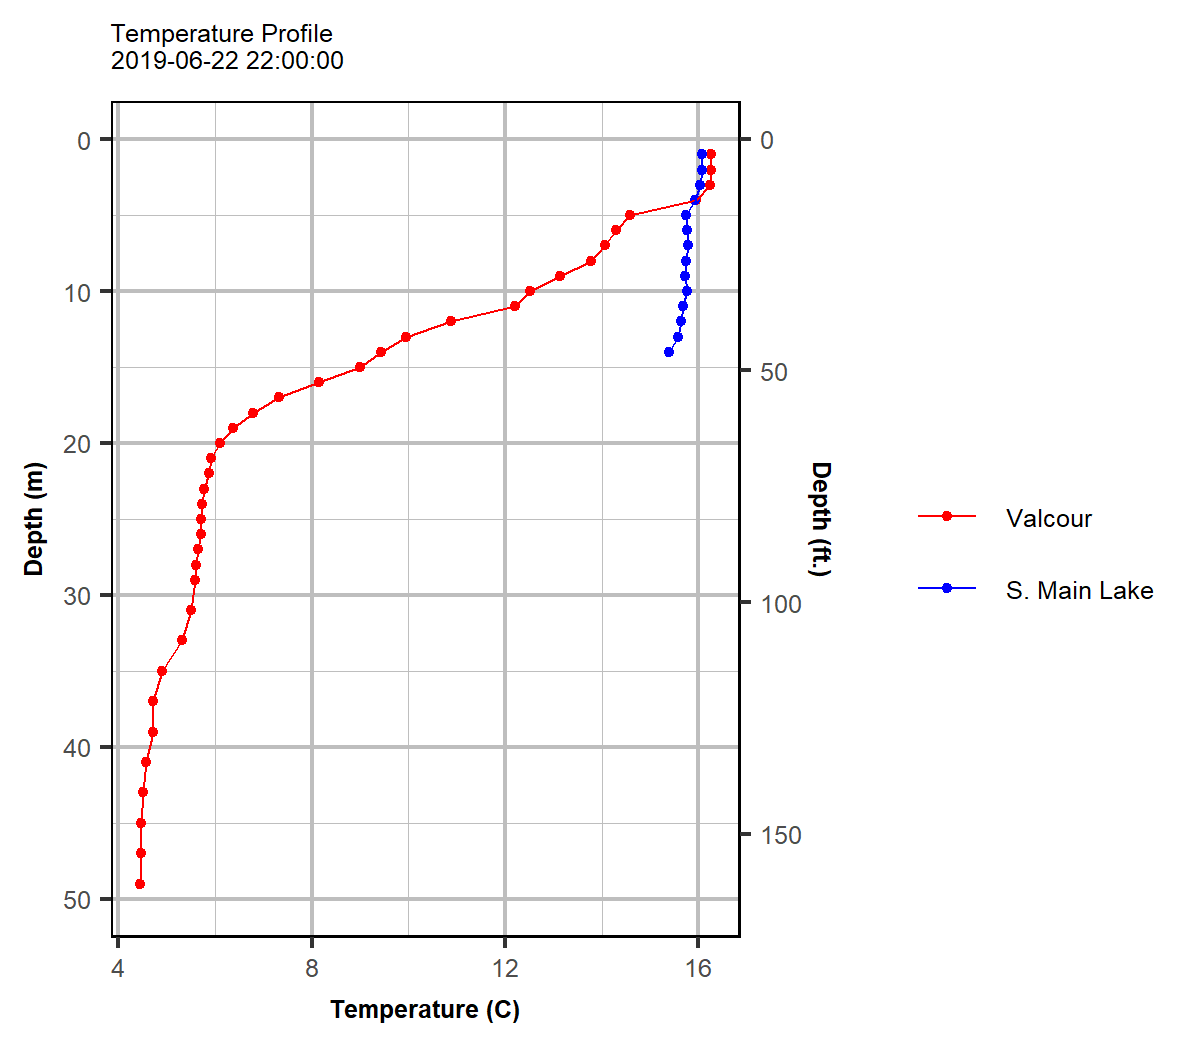 Temperature Profile
2019-06-22 22:00:00
0
10
20
30
40
50
Depth (m)
0
50
100
150
Depth (ft.)
4 8 12 16
Temperature (C)
Valcour
S. Main Lake